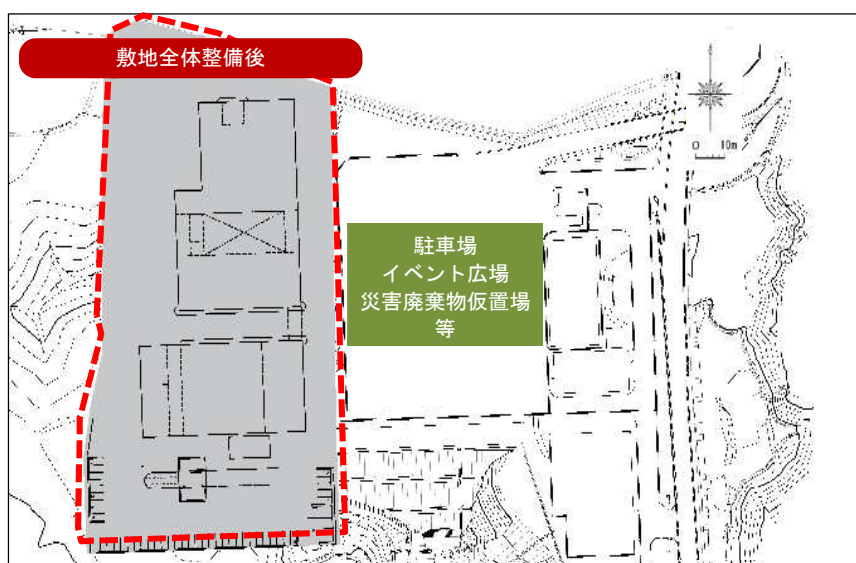 敷地全体整備後
0 10m
駐車場
イベント広場
災害廃棄物仮置場
等